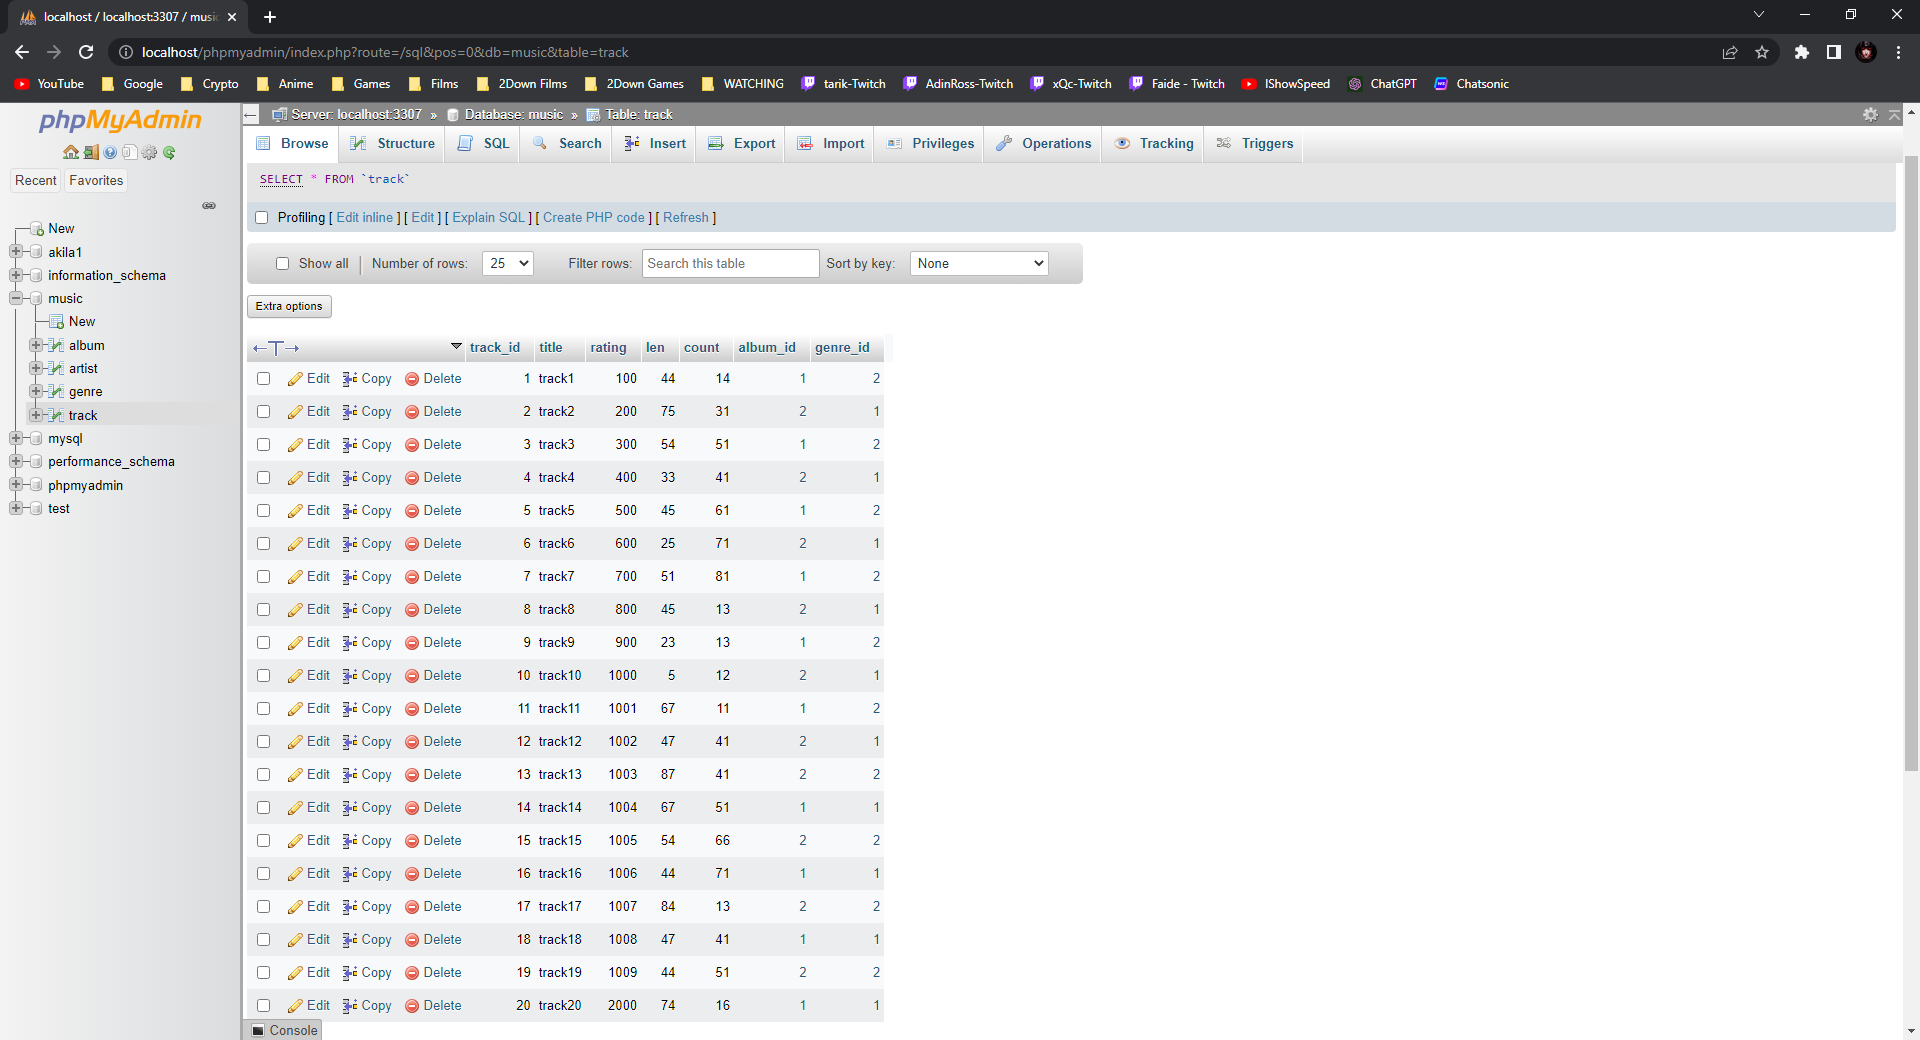 localhost / localhost:3307 / music
localhost/phpmyadmin/index.php?route=/sql&pos=0&db=music&table=track
YouTube Google Crypto Anime Games Films 2Down Films 2Down Games WATCHING tarik-Twitch AdinRoss-Twitch xQc-Twitch Faide - Twitch IShowSpeed ChatGPT Chatsonic
phpMyAdmin
Recent Favorites
New
akila1
information_schema
music
New
album
artist
genre
track
mysql
performance_schema
phpmyadmin
test
Server: localhost:3307 » Database: music » Table: track
Browse Structure SQL Search Insert Export Import Privileges Operations Tracking Triggers
SELECT * FROM `track`
Profiling [ Edit inline ] [ Edit ] [ Explain SQL ] [ Create PHP code ] [ Refresh ]
Show all Number of rows: 25 Filter rows: Search this table Sort by key: None
Extra options
←T→ track_id title rating len count album_id genre_id
Edit Copy Delete 1 track1 100 44 14 1 2
Edit Copy Delete 2 track2 200 75 31 2 1
Edit Copy Delete 3 track3 300 54 51 1 2
Edit Copy Delete 4 track4 400 33 41 2 1
Edit Copy Delete 5 track5 500 45 61 1 2
Edit Copy Delete 6 track6 600 25 71 2 1
Edit Copy Delete 7 track7 700 51 81 1 2
Edit Copy Delete 8 track8 800 45 13 2 1
Edit Copy Delete 9 track9 900 23 13 1 2
Edit Copy Delete 10 track10 1000 5 12 2 1
Edit Copy Delete 11 track11 1001 67 11 1 2
Edit Copy Delete 12 track12 1002 47 41 2 1
Edit Copy Delete 13 track13 1003 87 41 2 2
Edit Copy Delete 14 track14 1004 67 51 1 1
Edit Copy Delete 15 track15 1005 54 66 2 2
Edit Copy Delete 16 track16 1006 44 71 1 1
Edit Copy Delete 17 track17 1007 84 13 2 2
Edit Copy Delete 18 track18 1008 47 41 1 1
Edit Copy Delete 19 track19 1009 44 51 2 2
Edit Copy Delete 20 track20 2000 74 16 1 1
Console